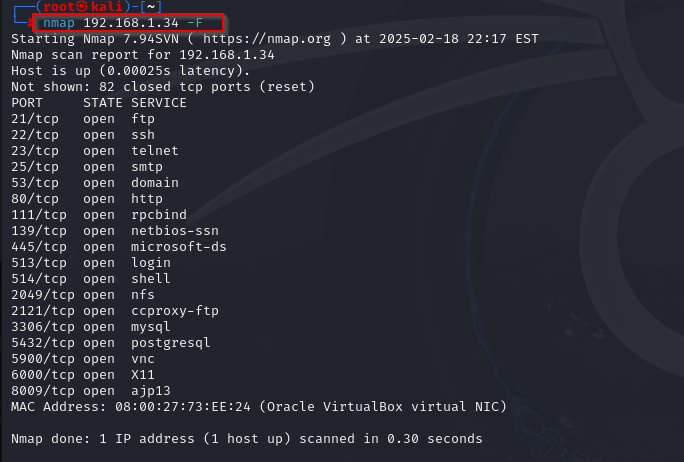 ┌──(root㉿kali)-[~]
└─# nmap 192.168.1.34 -F
Starting Nmap 7.94SVN ( https://nmap.org ) at 2025-02-18 22:17 EST
Nmap scan report for 192.168.1.34
Host is up (0.00025s latency).
Not shown: 82 closed tcp ports (reset)
PORT     STATE SERVICE
21/tcp   open  ftp
22/tcp   open  ssh
23/tcp   open  telnet
25/tcp   open  smtp
53/tcp   open  domain
80/tcp   open  http
111/tcp  open  rpcbind
139/tcp  open  netbios-ssn
445/tcp  open  microsoft-ds
513/tcp  open  login
514/tcp  open  shell
2049/tcp open  nfs
2121/tcp open  ccproxy-ftp
3306/tcp open  mysql
5432/tcp open  postgresql
5900/tcp open  vnc
6000/tcp open  X11
8009/tcp open  ajp13
MAC Address: 08:00:27:73:EE:24 (Oracle VirtualBox virtual NIC)
Nmap done: 1 IP address (1 host up) scanned in 0.30 seconds